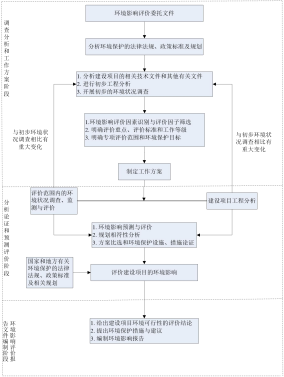 环境影响评价委托文件
分析环境保护的法律法规、政策标准及规划
1. 分析建设项目的相关技术文件和其他有关文件
2. 进行初步工程分析
3. 开展初步的环境状况调查
调查分析和工作方案阶段
与初步环境状
况调查相比有
重大变化
与初步环境状
况调查相比有
重大变化
1.环境影响评价因素识别与评价因子筛选
2. 明确评价重点、评价标准和工作等级
3. 明确专项评价范围和环境保护目标
制定工作方案
评价范围内的环
境状况调查、监
测与评价
建设项目工程分析
分析论证和预测评价阶段
1. 环境影响预测与评价
2. 规划相符性分析
3. 方案比选和环境保护设施、措施论证
国家和地方有关
环境保护的法律
法规、政策标准
及相关规划
评价建设项目的环境影响
环境影响评价报
告文件编制阶段
1. 给出建设项目环境可行性的评价结论
2. 提出环境保护措施与建议
3. 编制环境影响报告